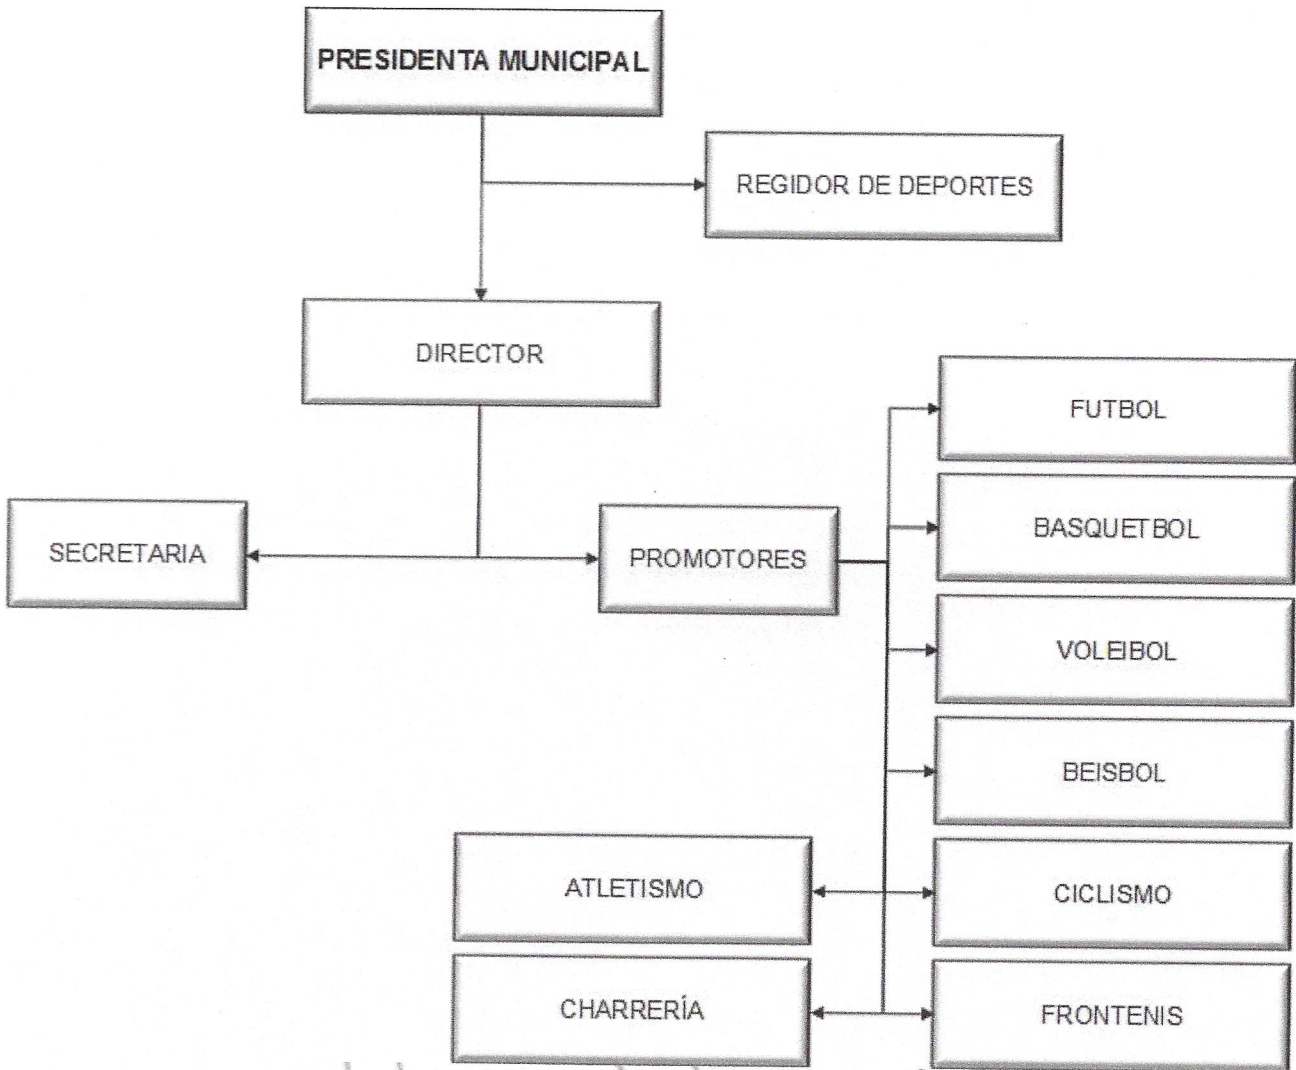 PRESIDENTA MUNICIPAL
REGIDOR DE DEPORTES
DIRECTOR
FUTBOL
SECRETARIA
PROMOTORES
BASQUETBOL
VOLEIBOL
BEISBOL
ATLETISMO
CICLISMO
CHARRERÍA
FRONTENIS